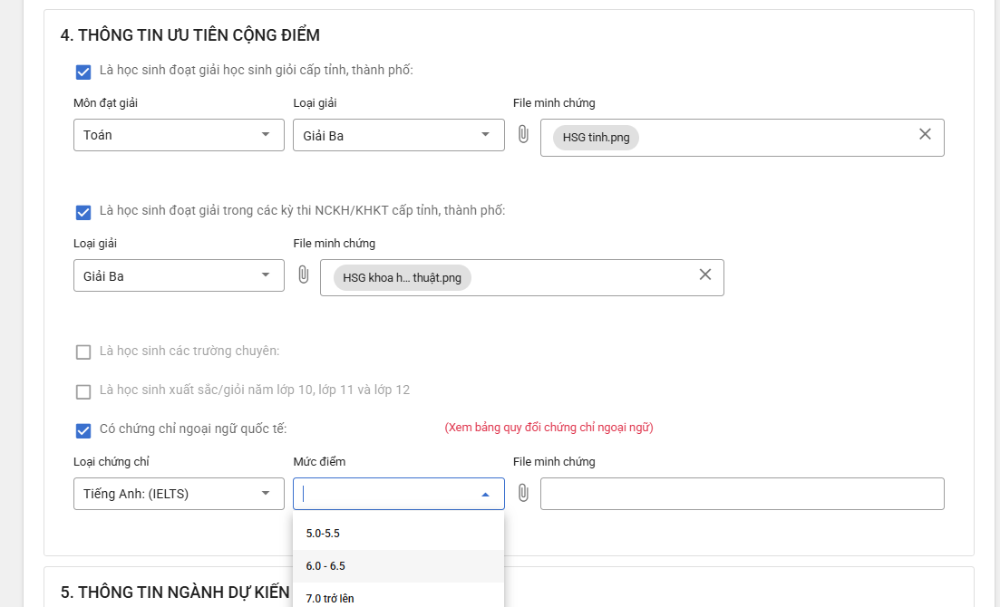 4. THÔNG TIN ƯU TIÊN CỘNG ĐIỂM
Là học sinh đoạt giải học sinh giỏi cấp tỉnh, thành phố:
Môn đạt giải
Loại giải
File minh chứng
Toán
Giải Ba
HSG tinh.png
Là học sinh đoạt giải trong các kỳ thi NCKH/KHKT cấp tỉnh, thành phố:
Loại giải
File minh chứng
Giải Ba
HSG khoa h... thuật.png
Là học sinh các trường chuyên:
Là học sinh xuất sắc/giỏi năm lớp 10, lớp 11 và lớp 12
Có chứng chỉ ngoại ngữ quốc tế:
(Xem bảng quy đổi chứng chỉ ngoại ngữ)
Loại chứng chỉ
Mức điểm
File minh chứng
Tiếng Anh: (IELTS)
5.0-5.5
6.0 - 6.5
7.0 trở lên
5. THÔNG TIN NGÀNH DỰ KIẾN